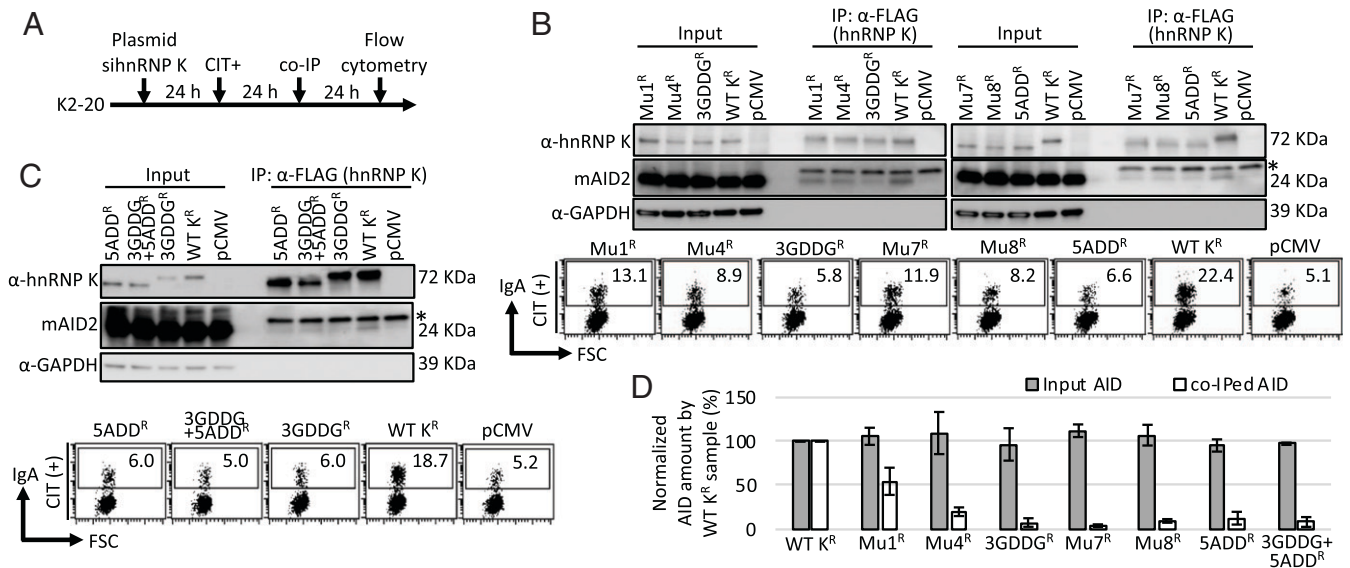 A
Plasmid
sihnRNP K
CIT+
co-IP
Flow
cytometry
24 h
24 h
24 h
K2-20
B
Input
IP: α-FLAG
(hnRNP K)
Input
IP: α-FLAG
(hnRNP K)
Mu1ᴿ
Mu4ᴿ
3GDDGᴿ
WT Kᴿ
pCMV
Mu1ᴿ
Mu4ᴿ
3GDDGᴿ
WT Kᴿ
pCMV
Mu7ᴿ
Mu8ᴿ
5ADDᴿ
WT Kᴿ
pCMV
Mu7ᴿ
Mu8ᴿ
5ADDᴿ
WT Kᴿ
pCMV
α-hnRNP K
72 KDa
mAID2
*
24 KDa
α-GAPDH
39 KDa
Mu1ᴿ
Mu4ᴿ
3GDDGᴿ
Mu7ᴿ
Mu8ᴿ
5ADDᴿ
WT Kᴿ
pCMV
13.1
8.9
5.8
11.9
8.2
6.6
22.4
5.1
IgA
CIT (+)
FSC
C
Input
IP: α-FLAG (hnRNP K)
5ADDᴿ
3GDDG
+5ADDᴿ
3GDDGᴿ
WT Kᴿ
pCMV
5ADDᴿ
3GDDG
+5ADDᴿ
3GDDGᴿ
WT Kᴿ
pCMV
α-hnRNP K
72 KDa
mAID2
*
24 KDa
α-GAPDH
39 KDa
5ADDᴿ
3GDDG
+5ADDᴿ
3GDDGᴿ
WT Kᴿ
pCMV
6.0
5.0
6.0
18.7
5.2
IgA
CIT (+)
FSC
D
Input AID
co-IPed AID
Normalized
AID amount by
WT Kᴿ sample (%)
150
100
50
0
WT Kᴿ
Mu1ᴿ
Mu4ᴿ
3GDDGᴿ
Mu7ᴿ
Mu8ᴿ
5ADDᴿ
3GDDG+
5ADDᴿ